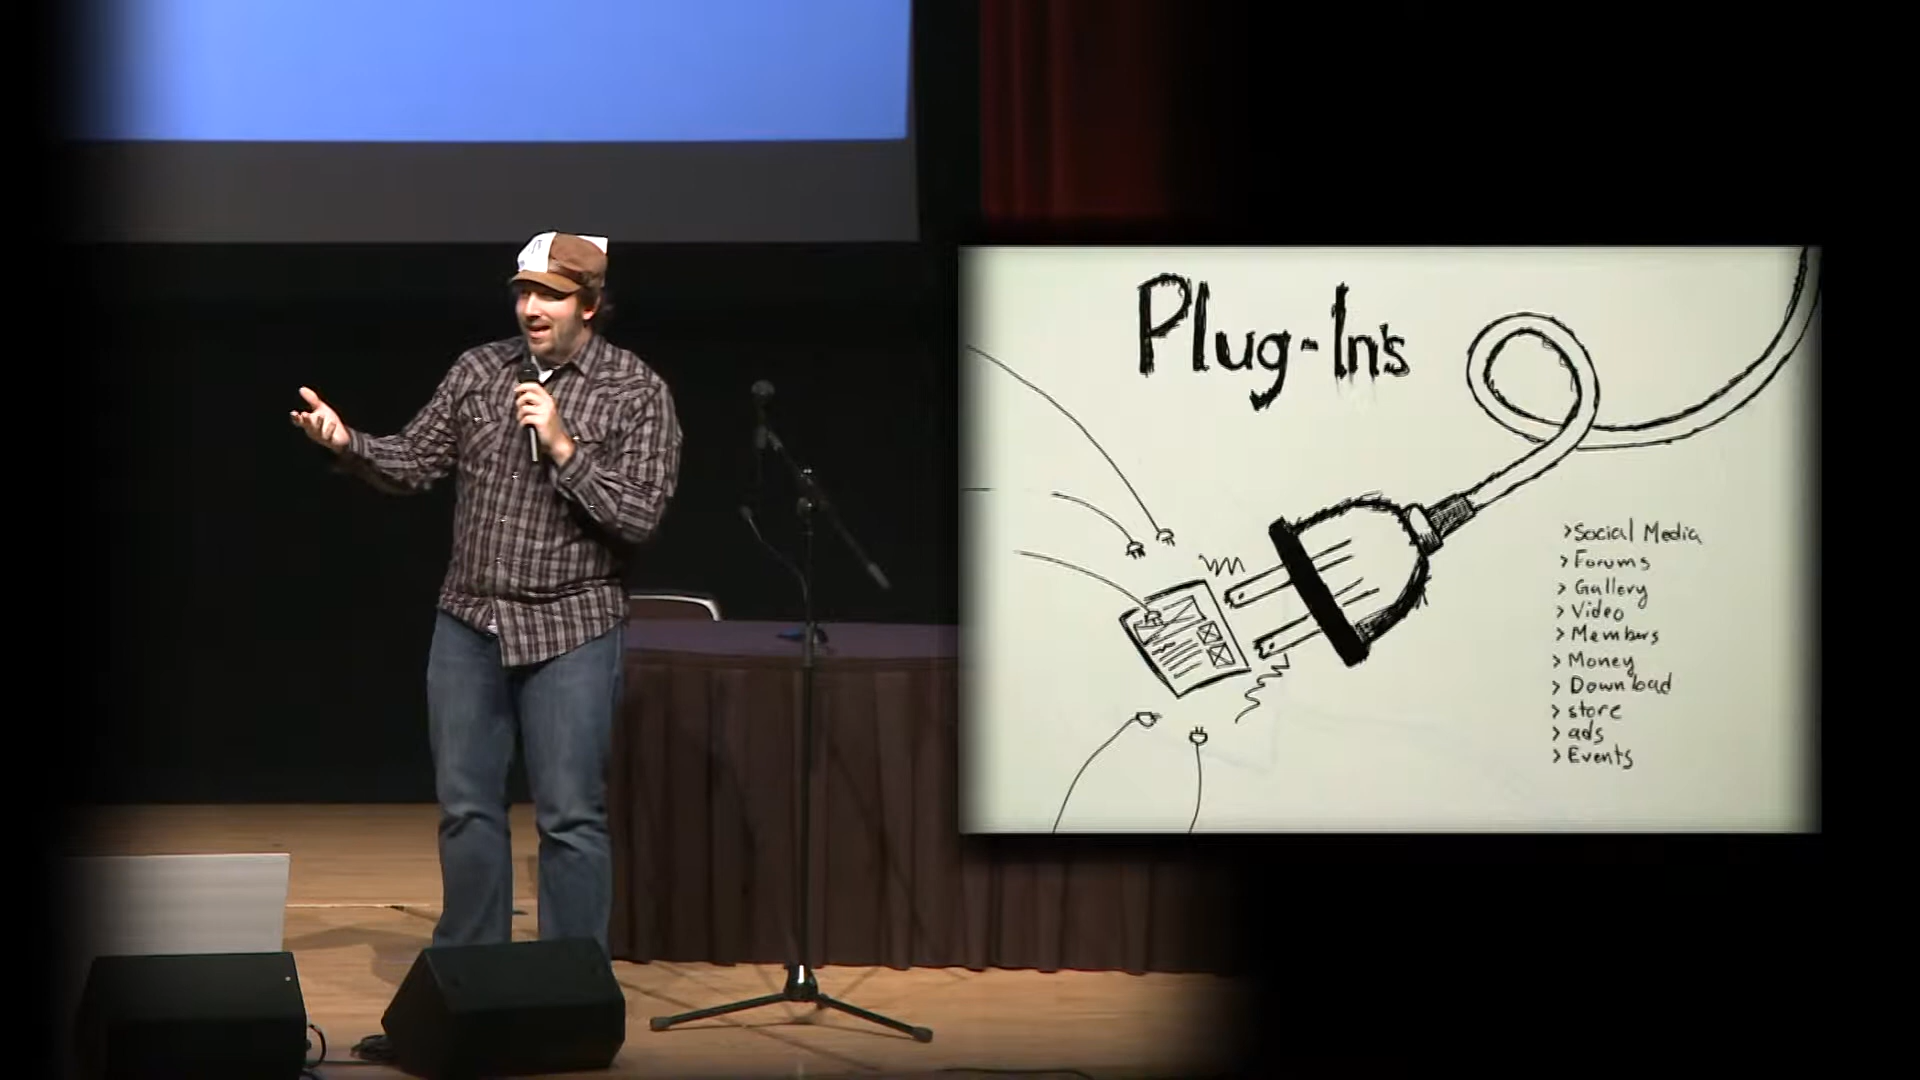 Plug-In's
>Social Media
>Forums
>Gallery
>Video
>Members
>Money
>Download
>store
>ads
>Events